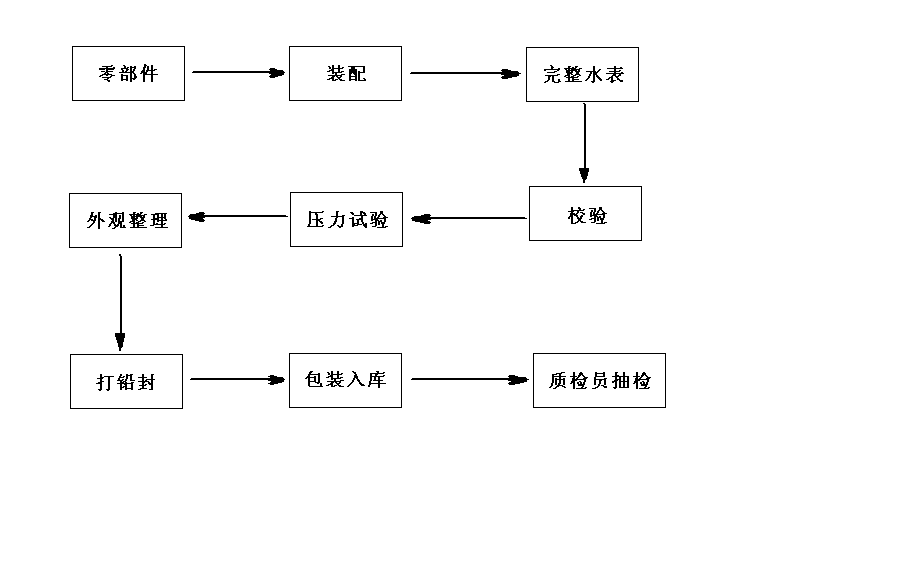 零部件
装配
完整水表
校验
压力试验
外观整理
打铅封
包装入库
质检员抽检